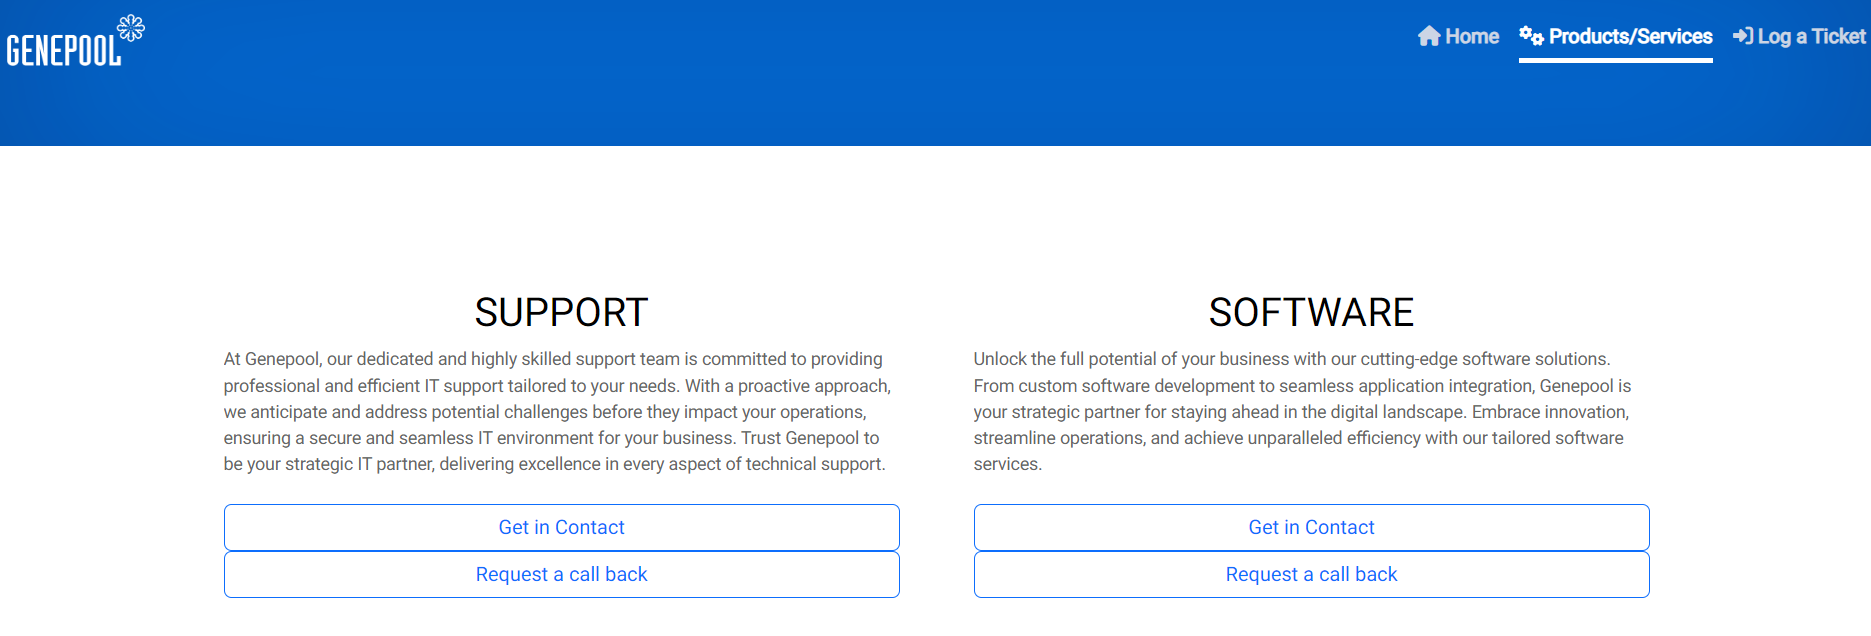 GENEPOOL
Home Products/Services Log a Ticket
SUPPORT
At Genepool, our dedicated and highly skilled support team is committed to providing
professional and efficient IT support tailored to your needs. With a proactive approach,
we anticipate and address potential challenges before they impact your operations,
ensuring a secure and seamless IT environment for your business. Trust Genepool to
be your strategic IT partner, delivering excellence in every aspect of technical support.
Get in Contact
Request a call back
SOFTWARE
Unlock the full potential of your business with our cutting-edge software solutions.
From custom software development to seamless application integration, Genepool is
your strategic partner for staying ahead in the digital landscape. Embrace innovation,
streamline operations, and achieve unparalleled efficiency with our tailored software
services.
Get in Contact
Request a call back